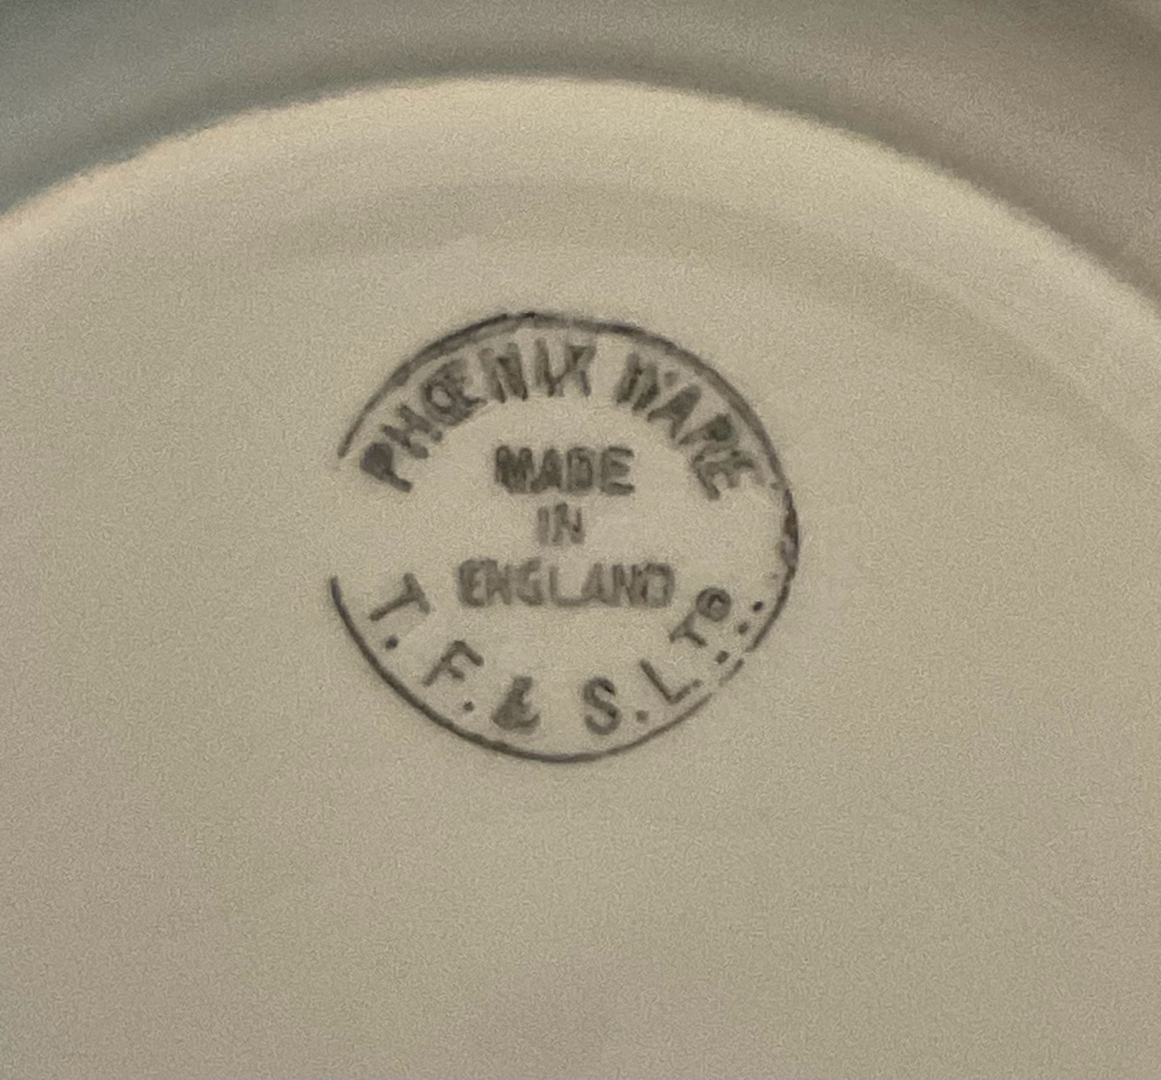 PHŒNIX WARE
MADE
IN
ENGLAND
T. F. & S. LTD.